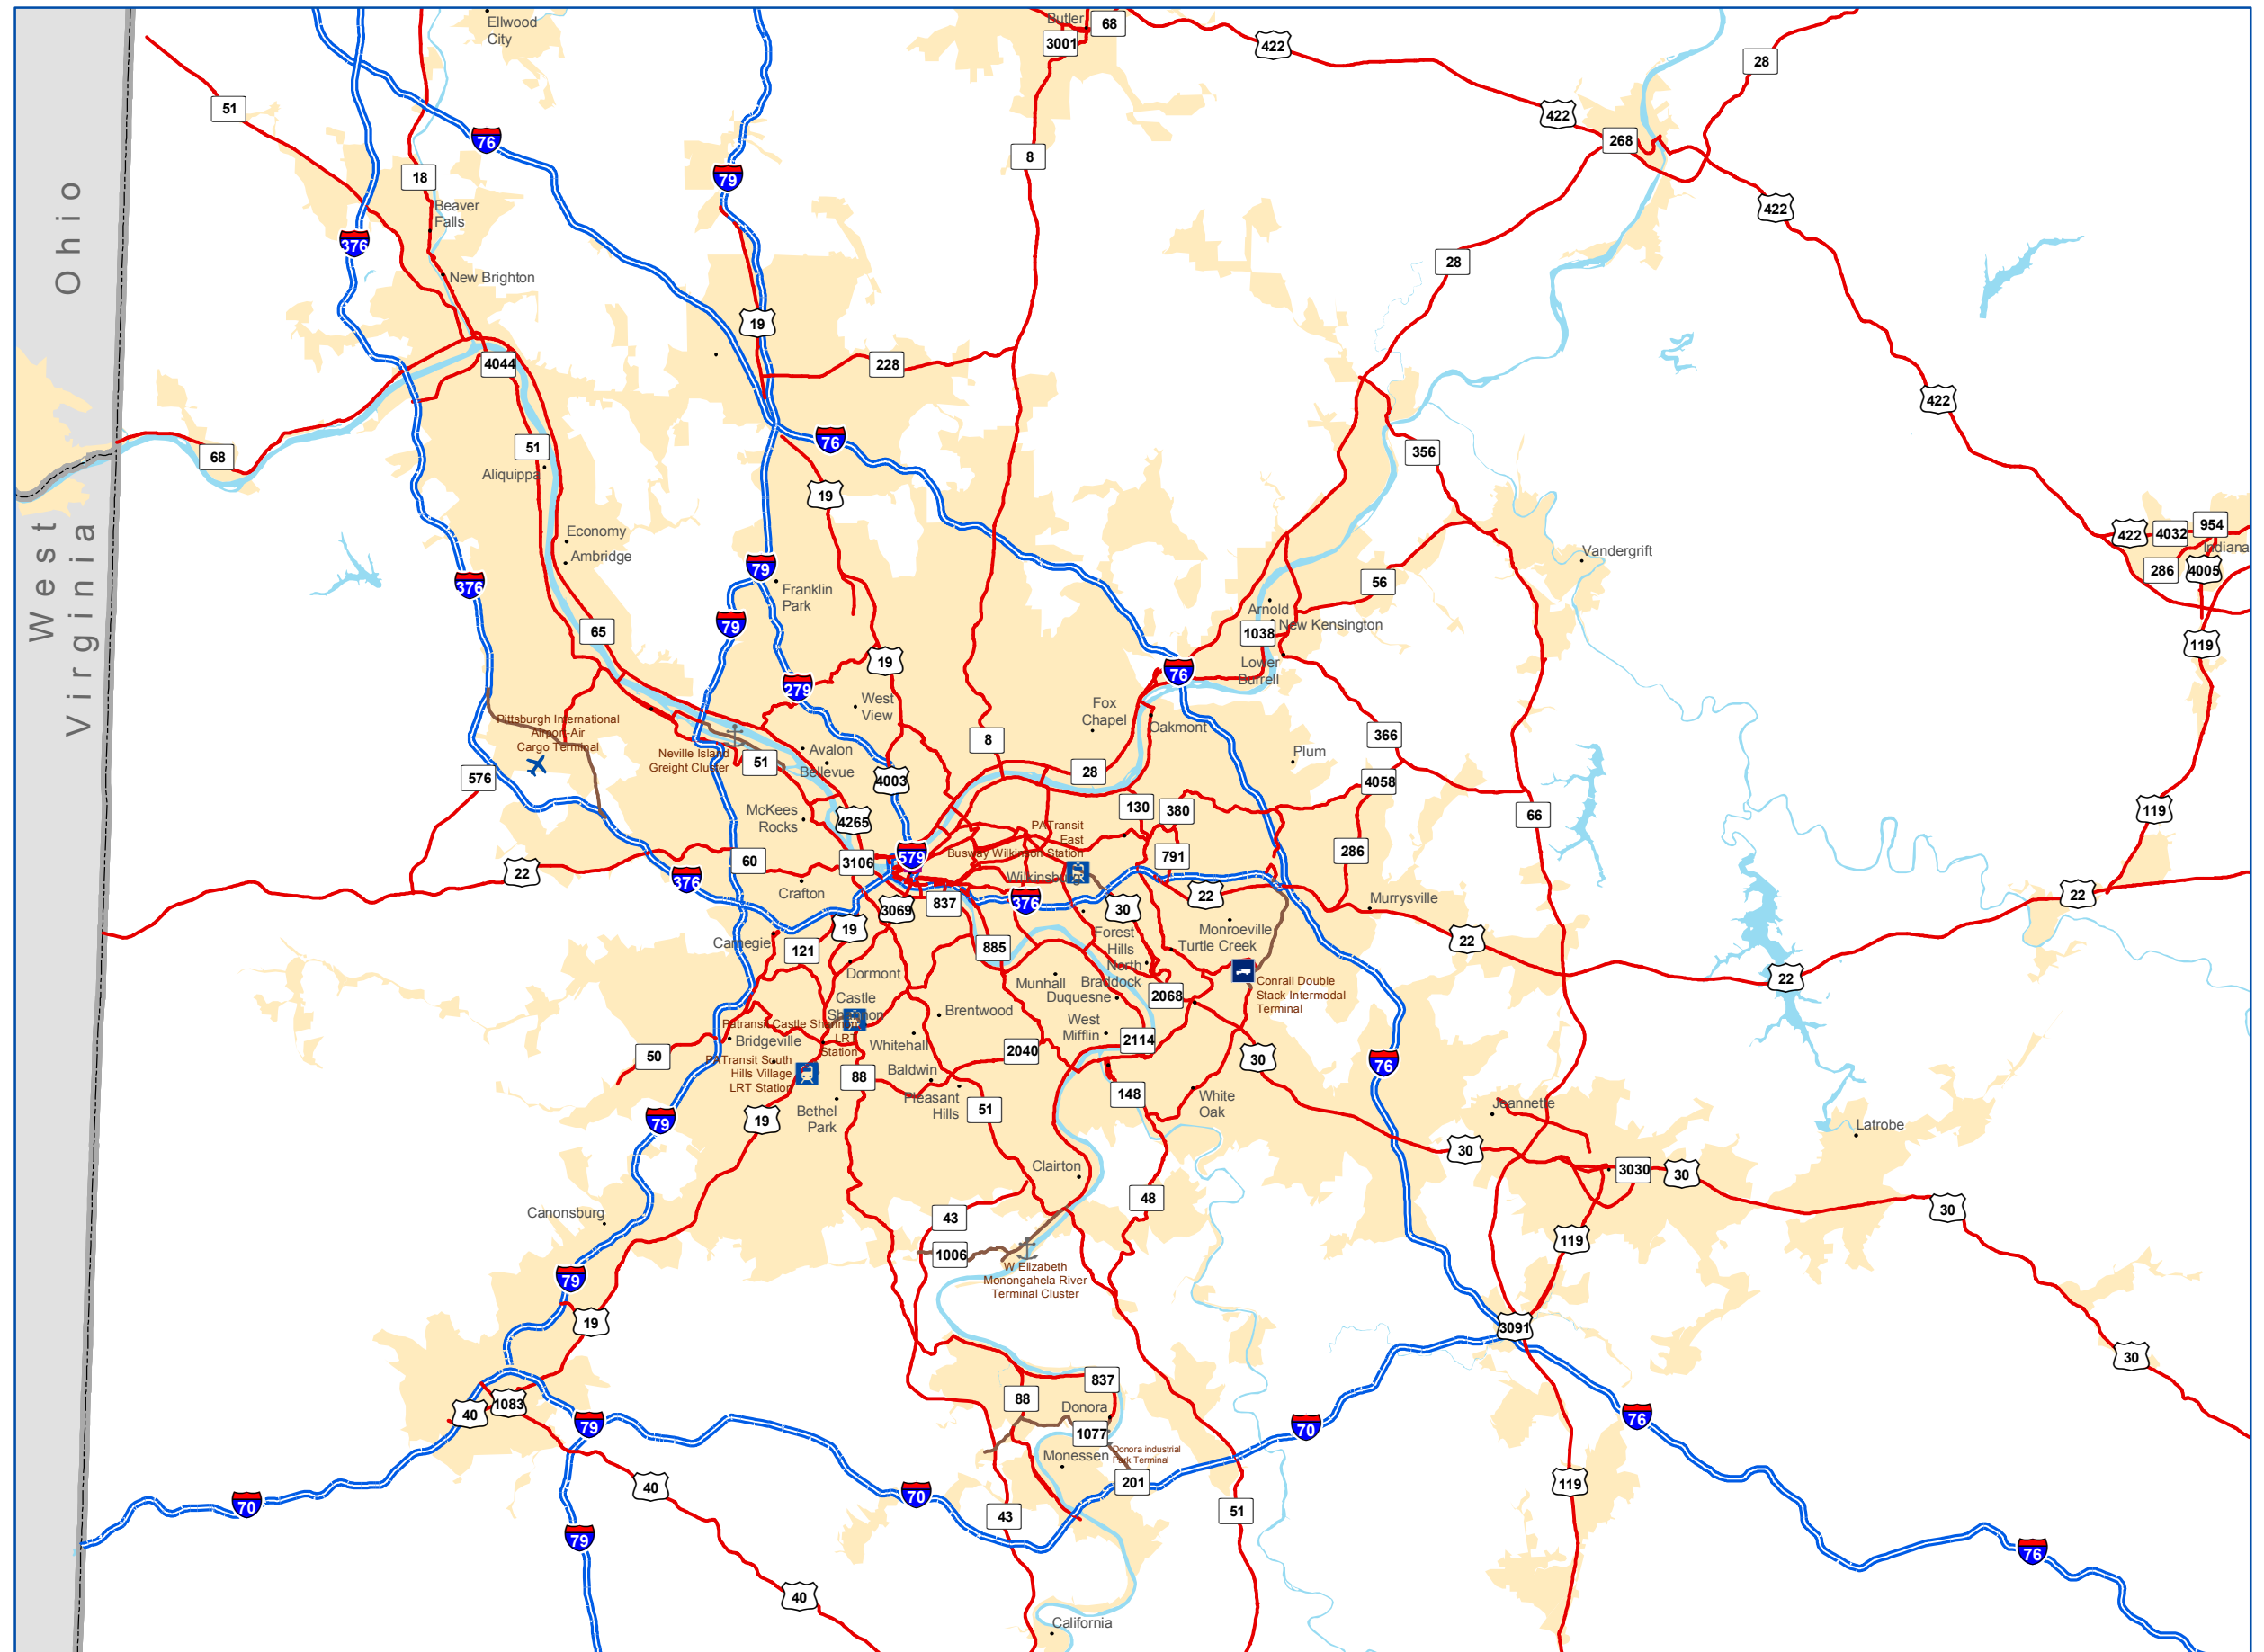 Ellwood
City
Butler
68
3001
422
28
51
76
422
268
79
8
18
Ohio
Beaver
Falls
422
376
28
New Brighton
19
4044
228
422
76
51
68
356
Aliquippa
19
West
Virginia
Economy
Ambridge
422
4032
954
Indiana
286
4005
Vandergrift
79
376
Franklin
Park
56
Arnold
New Kensington
1038
79
65
119
19
Lower
Burrell
76
279
West
View
Fox
Chapel
Oakmont
Pittsburgh International
Airport-Air
Cargo Terminal
366
8
Neville Island
Greight Cluster
51
Avalon
Bellevue
Plum
28
4003
4058
576
McKees
Rocks
4265
130
380
66
119
PATransit
East
Busway Wilkinson Station
579
791
286
60
3106
22
376
Crafton
Wilkinsburg
376
22
Murrysville
22
837
3069
30
19
Forest
Hills
Monroeville
Turtle Creek
22
Carnegie
121
885
North
Braddock
Dormont
Munhall
Duquesne
2068
Conrail Double
Stack Intermodal
Terminal
22
Castle
Shannon
Brentwood
Patransit Castle Shannon
LRT
Station
West
Mifflin
2114
Bridgeville
Whitehall
50
PATransit South
Hills Village
LRT Station
2040
30
76
88
Baldwin
Pleasant
Hills
148
White
Oak
51
Jeannette
79
19
Bethel
Park
Latrobe
30
Clairton
3030
30
48
Canonsburg
43
30
1006
119
W Elizabeth
Monongahela River
Terminal Cluster
79
19
3091
30
837
88
Donora
40
1083
79
70
76
1077
Monessen
Donora industrial
Park Terminal
201
40
119
70
70
43
51
79
76
40
California